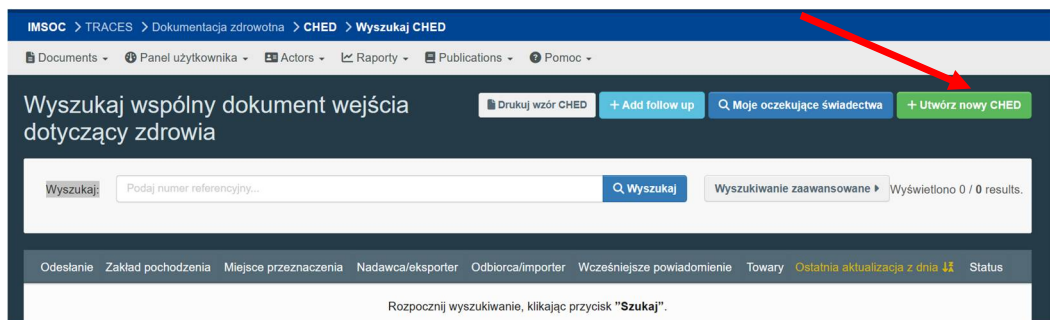 IMSOC > TRACES > Dokumentacja zdrowotna > CHED > Wyszukaj CHED
Documents Panel użytkownika Actors Raporty Publications Pomoc
Wyszukaj wspólny dokument wejścia dotyczący zdrowia
Drukuj wzór CHED + Add follow up Moje oczekujące świadectwa + Utwórz nowy CHED
Wyszukaj: Podaj numer referencyjny... Wyszukaj Wyszukiwanie zaawansowane Wyświetlono 0 / 0 results.
Odesłanie Zakład pochodzenia Miejsce przeznaczenia Nadawca/eksporter Odbiorca/importer Wcześniejsze powiadomienie Towary Ostatnia aktualizacja z dnia Status
Rozpocznij wyszukiwanie, klikając przycisk "Szukaj".